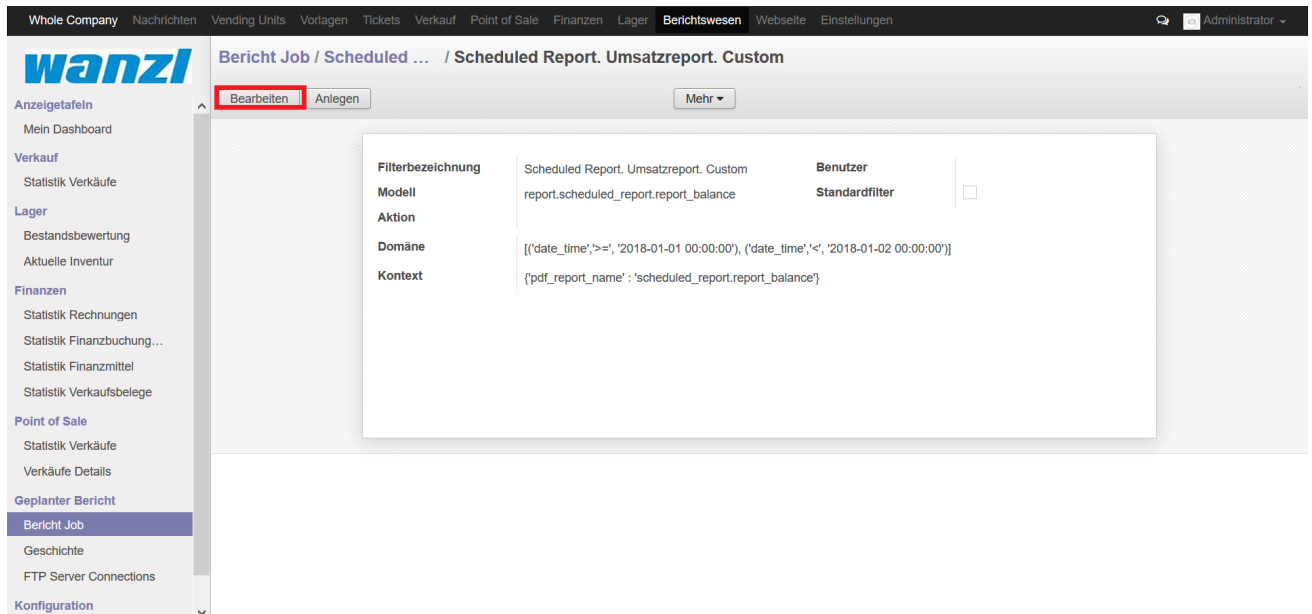 Whole Company Nachrichten Vending Units Vorlagen Tickets Verkauf Point of Sale Finanzen Lager Berichtswesen Webseite Einstellungen Administrator
wanzl
Bericht Job / Scheduled ... / Scheduled Report. Umsatzreport. Custom
Bearbeiten Anlegen Mehr
Anzeigetafeln
Mein Dashboard
Verkauf
Statistik Verkäufe
Lager
Bestandsbewertung
Aktuelle Inventur
Finanzen
Statistik Rechnungen
Statistik Finanzbuchung...
Statistik Finanzmittel
Statistik Verkaufsbelege
Point of Sale
Statistik Verkäufe
Verkäufe Details
Geplanter Bericht
Bericht Job
Geschichte
FTP Server Connections
Konfiguration
Filterbezeichnung Scheduled Report. Umsatzreport. Custom Benutzer
Modell report.scheduled_report.report_balance Standardfilter
Aktion
Domäne [('date_time','>=', '2018-01-01 00:00:00'), ('date_time','<', '2018-01-02 00:00:00')]
Kontext {'pdf_report_name' : 'scheduled_report.report_balance'}